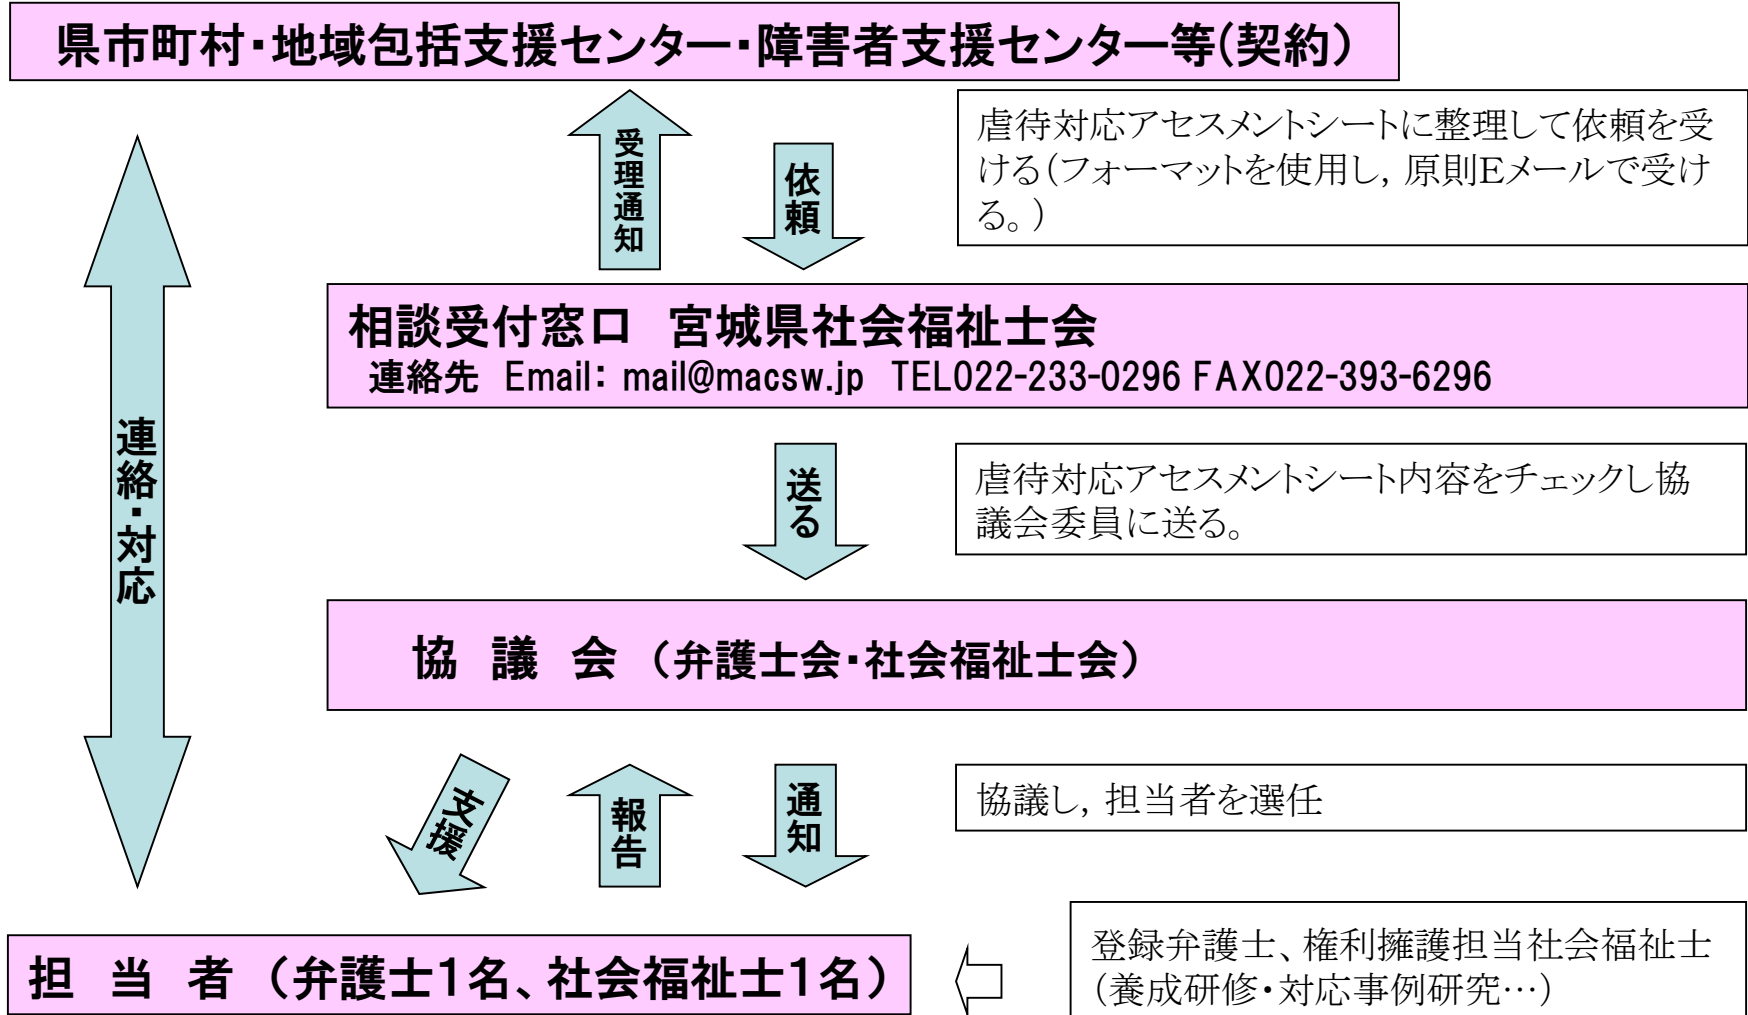 県市町村・地域包括支援センター・障害者支援センター等（契約）
受理通知
依頼
虐待対応アセスメントシートに整理して依頼を受
ける（フォーマットを使用し，原則Eメールで受け
る。）
相談受付窓口　宮城県社会福祉士会
連絡先　Email： mail@macsw.jp　TEL022-233-0296 FAX022-393-6296
連絡・対応
送る
虐待対応アセスメントシート内容をチェックし協
議会委員に送る。
協　議　会　（弁護士会・社会福祉士会）
支援
報告
通知
協議し，担当者を選任
担　当　者　（弁護士1名、社会福祉士1名）
登録弁護士、権利擁護担当社会福祉士
（養成研修・対応事例研究…）